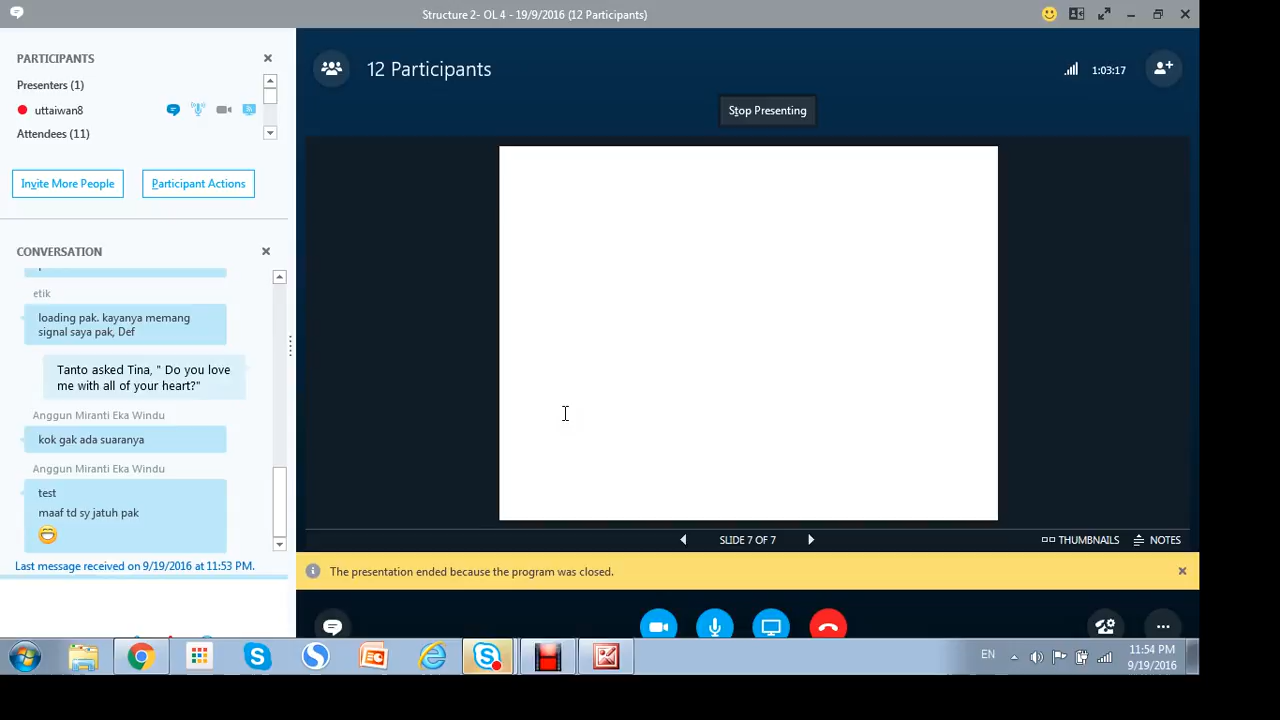 Structure 2- OL 4 - 19/9/2016 (12 Participants)
PARTICIPANTS
Presenters (1)
uttaiwan8
Attendees (11)
Invite More People
Participant Actions
CONVERSATION
etik
loading pak. kayanya memang
signal saya pak, Def
Tanto asked Tina, " Do you love
me with all of your heart?"
Anggun Miranti Eka Windu
kok gak ada suaranya
Anggun Miranti Eka Windu
test
maaf td sy jatuh pak
Last message received on 9/19/2016 at 11:53 PM.
12 Participants
1:03:17
Stop Presenting
SLIDE 7 OF 7
THUMBNAILS
NOTES
The presentation ended because the program was closed.
EN
11:54 PM
9/19/2016